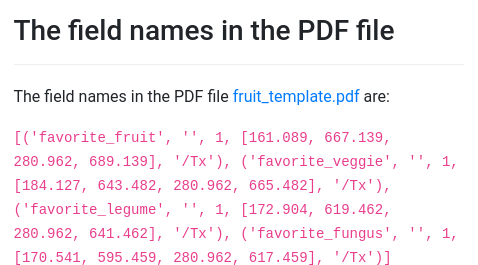 The field names in the PDF file
The field names in the PDF file fruit_template.pdf are:
[('favorite_fruit', '', 1, [161.089, 667.139,
280.962, 689.139], '/Tx'), ('favorite_veggie', '', 1,
[184.127, 643.482, 280.962, 665.482], '/Tx'),
('favorite_legume', '', 1, [172.904, 619.462,
280.932, 641.462], '/Tx'), ('favorite_fungus', '', 1,
[170.541, 595.459, 280.962, 617.459], '/Tx')]